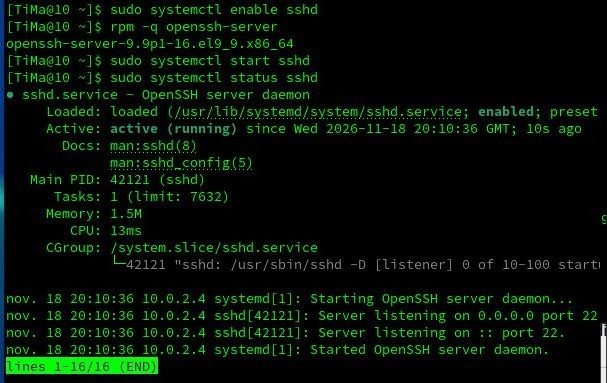 [TiMa@10 ~]$ sudo systemctl enable sshd
[TiMa@10 ~]$ rpm -q openssh-server
openssh-server-9.9p1-16.el9_9.x86_64
[TiMa@10 ~]$ sudo systemctl start sshd
[TiMa@10 ~]$ sudo systemctl status sshd
● sshd.service - OpenSSH server daemon
     Loaded: loaded (/usr/lib/systemd/system/sshd.service; enabled; preset
     Active: active (running) since Wed 2026-11-18 20:10:36 GMT; 10s ago
       Docs: man:sshd(8)
             man:sshd_config(5)
   Main PID: 42121 (sshd)
      Tasks: 1 (limit: 7632)
     Memory: 1.5M
        CPU: 13ms
     CGroup: /system.slice/sshd.service
             └─42121 "sshd: /usr/sbin/sshd -D [listener] 0 of 10-100 startu
nov. 18 20:10:36 10.0.2.4 systemd[1]: Starting OpenSSH server daemon...
nov. 18 20:10:36 10.0.2.4 sshd[42121]: Server listening on 0.0.0.0 port 22
nov. 18 20:10:36 10.0.2.4 sshd[42121]: Server listening on :: port 22.
nov. 18 20:10:36 10.0.2.4 systemd[1]: Started OpenSSH server daemon.
lines 1-16/16 (END)